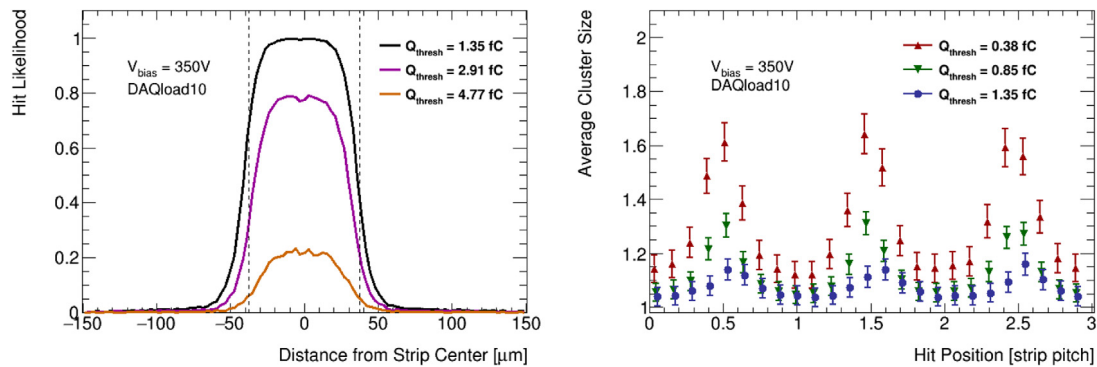 Hit Likelihood
1
0.8
0.6
0.4
0.2
0
V_bias = 350V
DAQload10
Q_thresh = 1.35 fC
Q_thresh = 2.91 fC
Q_thresh = 4.77 fC
−150
−100
−50
0
50
100
150
Distance from Strip Center [μm]
Average Cluster Size
2
1.8
1.6
1.4
1.2
1
V_bias = 350V
DAQload10
Q_thresh = 0.38 fC
Q_thresh = 0.85 fC
Q_thresh = 1.35 fC
0
0.5
1
1.5
2
2.5
3
Hit Position [strip pitch]